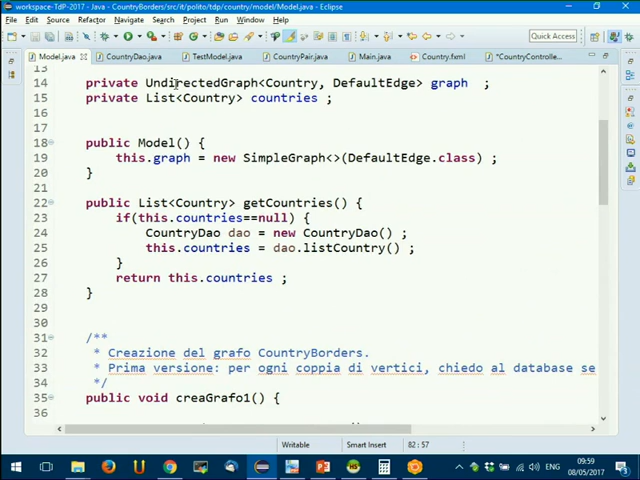 workspace-TdP-2017 - Java - CountryBorders/src/it/polito/tdp/country/model/Model.java - Eclipse
File Edit Source Refactor Navigate Search Project Run Window Help
Quick Access
Model.java CountryDao.java TestModel.java CountryPair.java Main.java Country.fxml *CountryControlle...
13
14 private UndirectedGraph<Country, DefaultEdge> graph ;
15 private List<Country> countries ;
16
17
18 public Model() {
19 this.graph = new SimpleGraph<>(DefaultEdge.class) ;
20 }
21
22 public List<Country> getCountries() {
23 if(this.countries==null) {
24 CountryDao dao = new CountryDao() ;
25 this.countries = dao.listCountry() ;
26 }
27 return this.countries ;
28 }
29
30
31 /**
32 * Creazione del grafo CountryBorders.
33 * Prima versione: per ogni coppia di vertici, chiedo al database se
34 */
35 public void creaGrafo1() {
36
Writable Smart Insert 82 : 57
ENG 09:59
08/05/2017